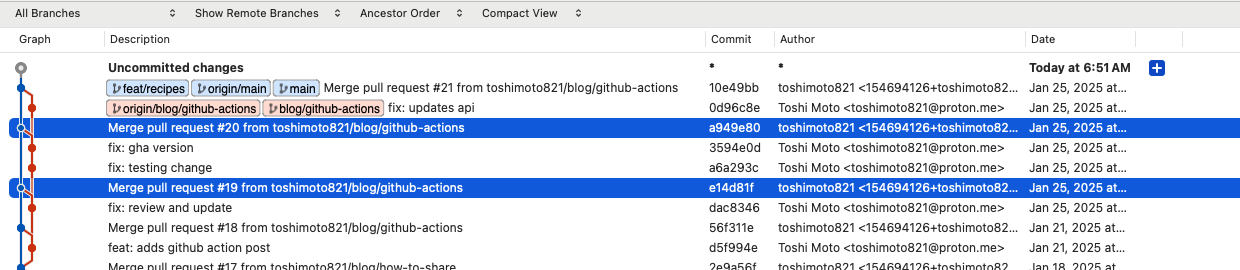 All Branches Show Remote Branches Ancestor Order Compact View
Graph Description Commit Author Date
Uncommitted changes * * Today at 6:51 AM
feat/recipes origin/main main Merge pull request #21 from toshimoto821/blog/github-actions 10e49bb toshimoto821 <154694126+toshimoto82... Jan 25, 2025 at...
origin/blog/github-actions blog/github-actions fix: updates api 0d96c8e Toshi Moto <toshimoto821@proton.me> Jan 25, 2025 at...
Merge pull request #20 from toshimoto821/blog/github-actions a949e80 toshimoto821 <154694126+toshimoto82... Jan 25, 2025 at...
fix: gha version 3594e0d Toshi Moto <toshimoto821@proton.me> Jan 25, 2025 at...
fix: testing change a6a293c Toshi Moto <toshimoto821@proton.me> Jan 25, 2025 at...
Merge pull request #19 from toshimoto821/blog/github-actions e14d81f toshimoto821 <154694126+toshimoto82... Jan 25, 2025 at...
fix: review and update dac8346 Toshi Moto <toshimoto821@proton.me> Jan 25, 2025 at...
Merge pull request #18 from toshimoto821/blog/github-actions 56f311e toshimoto821 <154694126+toshimoto82... Jan 21, 2025 at...
feat: adds github action post d5f994e Toshi Moto <toshimoto821@proton.me> Jan 21, 2025 at...
Merge pull request #17 from toshimoto821/blog/how-to-share 2e9a56f toshimoto821 <154694126+toshimoto82... Jan 18, 2025 at...